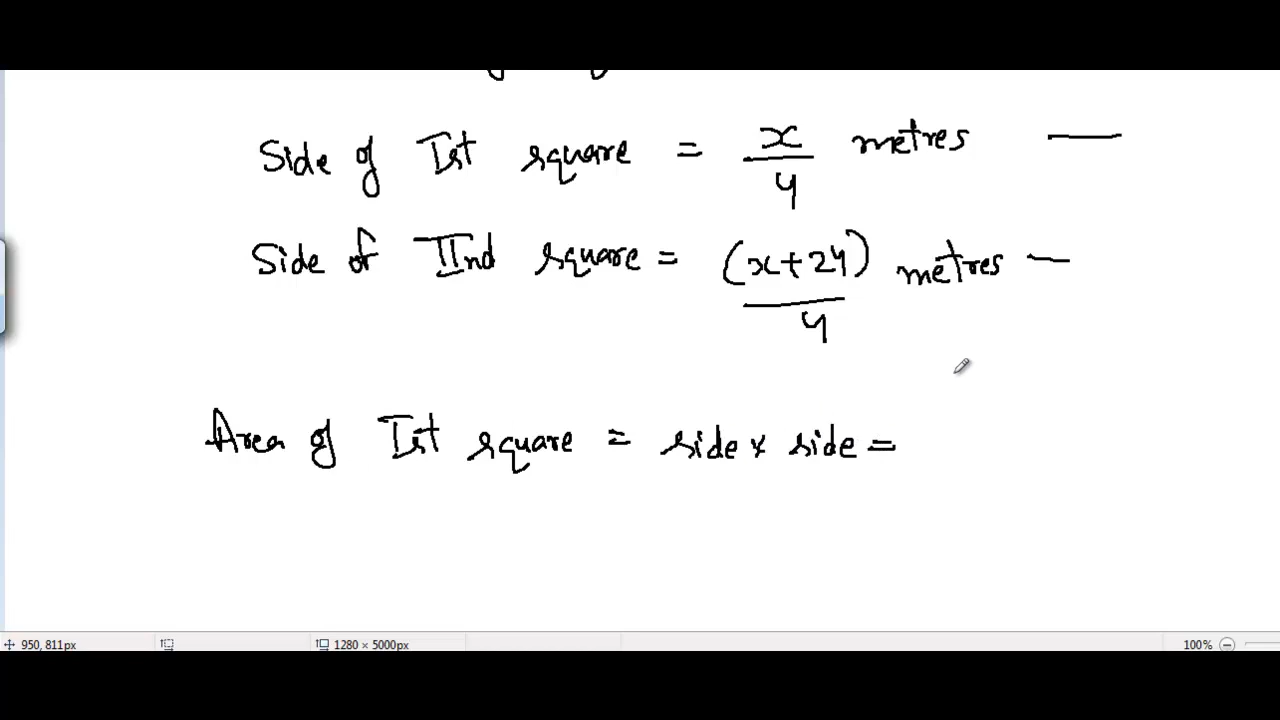 Side of Ist square = x/4 metres —
Side of IInd square = (x+24)/4 metres —
Area of Ist square = side × side =
950, 811px
1280 × 5000px
100%